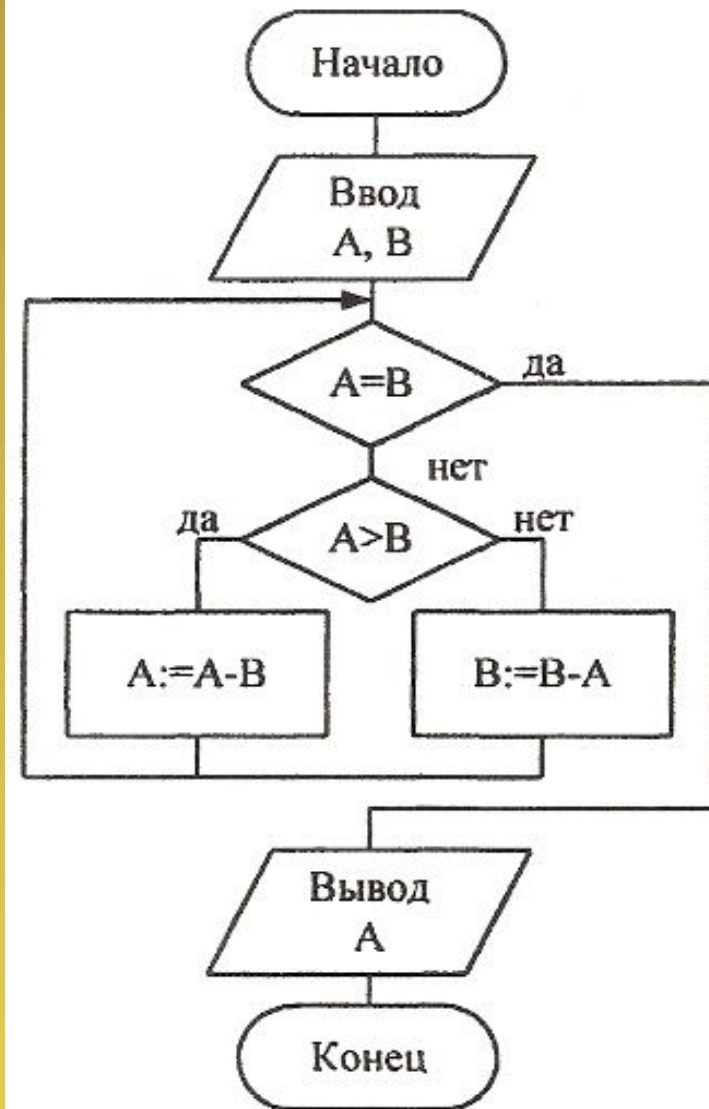 Начало
Ввод
A, B
A=B
да
нет
да
A>B
нет
A:=A-B
B:=B-A
Вывод
A
Конец